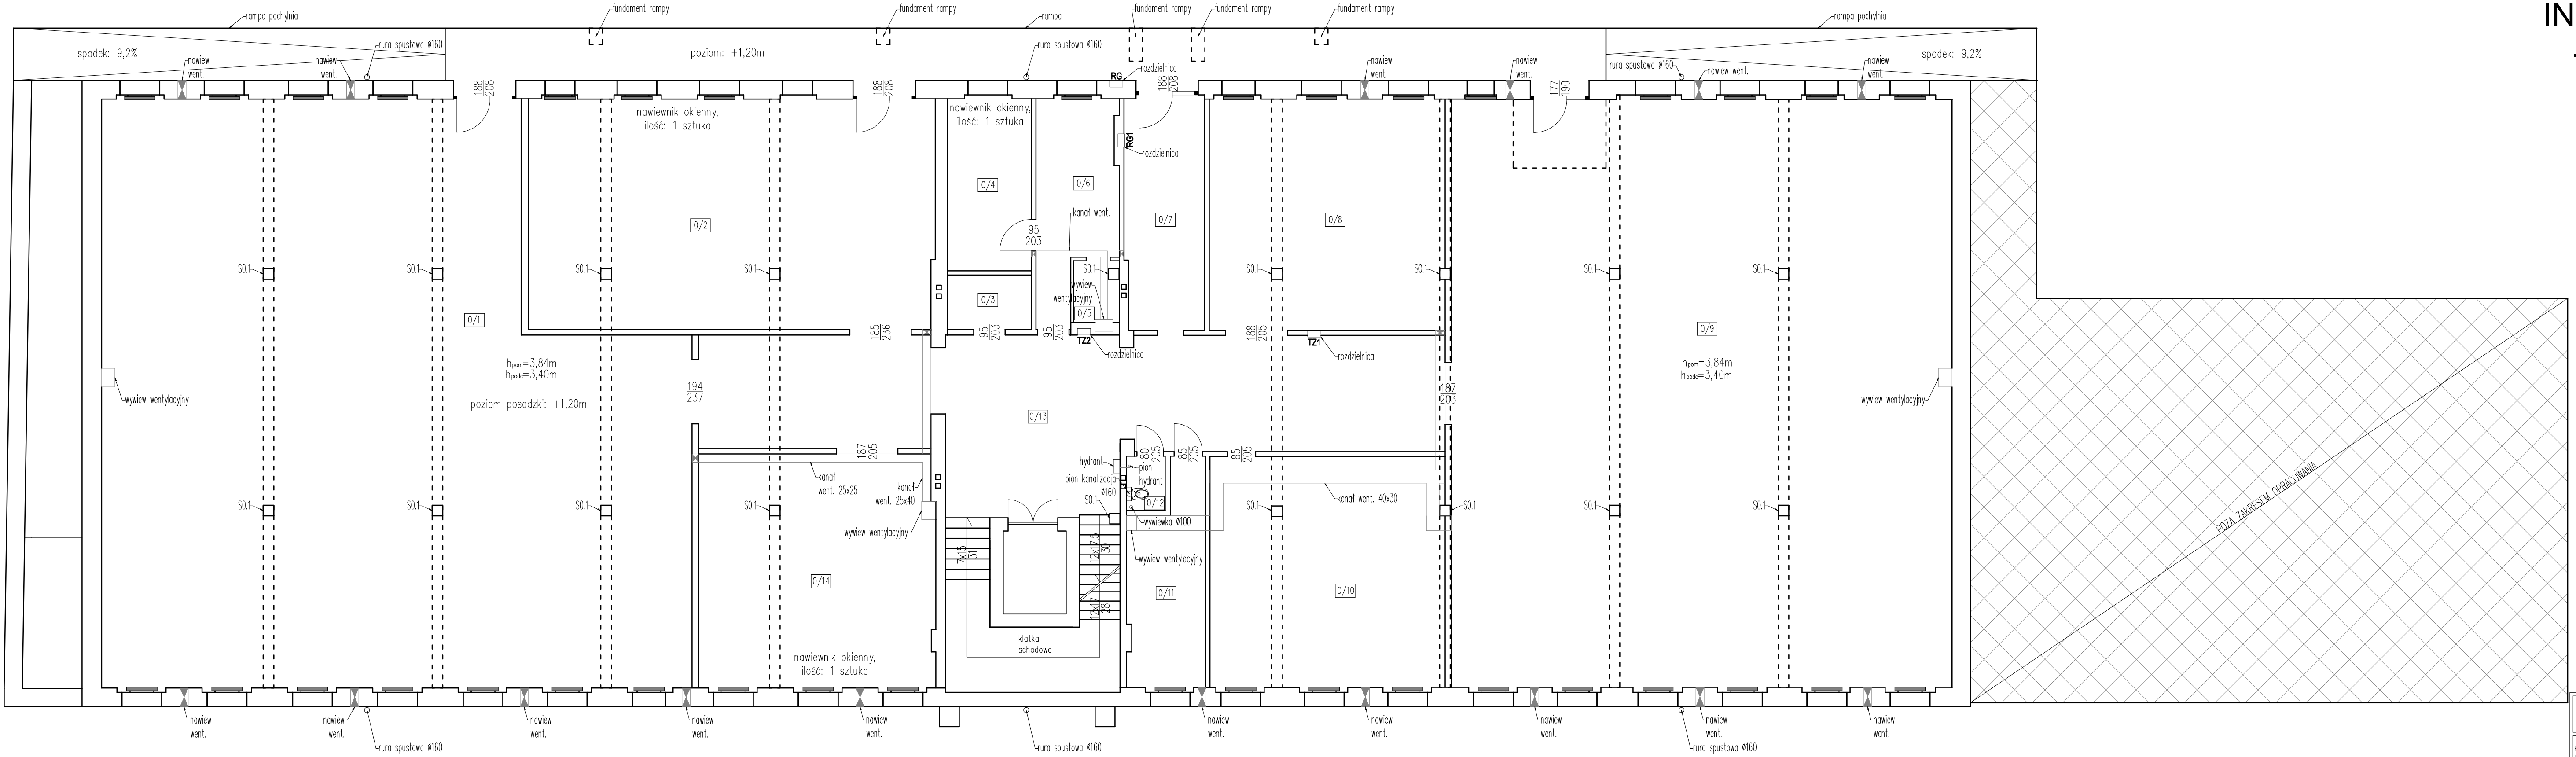 IN
rampa pochylnia
fundament rampy
fundament rampy
rampa
fundament rampy
fundament rampy
fundament rampy
rampa pochylnia
spadek: 9,2%
rura spustowa Ø160
poziom: +1,20m
rura spustowa Ø160
spadek: 9,2%
nawiew
went.
nawiew
went.
RG
rozdzielnica
nawiew
went.
nawiew
went.
rura spustowa Ø160
nawiew went.
nawiew
went.
188
208
188
208
188
208
177
190
nawiewnik okienny,
ilość: 1 sztuka
nawiewnik okienny,
ilość: 1 sztuka
RG1
rozdzielnica
0/4
0/6
0/2
0/7
0/8
kanał went.
95
203
S0.1
S0.1
S0.1
S0.1
S0.1
S0.1
S0.1
S0.1
S0.1
wywiew
wentylacyjny
0/3
0/5
0/1
0/9
185
236
95
203
95
203
188
205
TZ2
rozdzielnica
TZ1
rozdzielnica
hpom=3,84m
hpodc=3,40m
hpom=3,84m
hpodc=3,40m
194
237
187
203
wywiew wentylacyjny
poziom posadzki: +1,20m
wywiew wentylacyjny
0/13
187
205
80
205
85
205
85
205
hydrant
pion
hydrant
pion kanalizacja
Ø160
kanał
went. 25x25
kanał
went. 25x40
kanał went. 40x30
S0.1
S0.1
S0.1
S0.1
S0.1
0/12
S0.1
S0.1
S0.1
S0.1
wywiewka Ø100
wywiew wentylacyjny
wywiew wentylacyjny
POZA ZAKRESEM OPRACOWANIA
7x15
31
12x17,5
30
0/14
12x17
28
0/11
0/10
klatka
schodowa
nawiewnik okienny,
ilość: 1 sztuka
nawiew
went.
nawiew
went.
nawiew
went.
nawiew
went.
nawiew
went.
nawiew
went.
nawiew
went.
nawiew
went.
nawiew
went.
nawiew
went.
rura spustowa Ø160
rura spustowa Ø160
rura spustowa Ø160